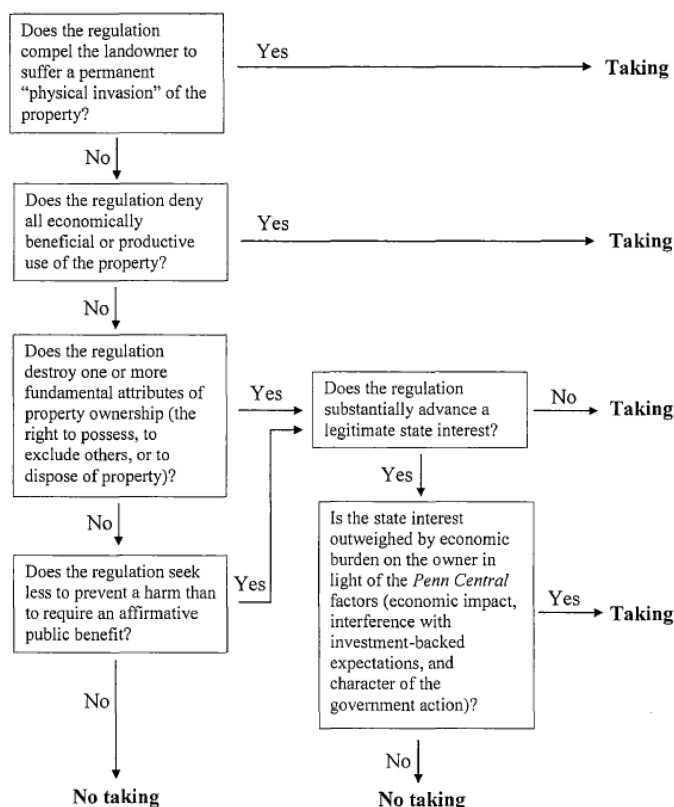 Does the regulation
compel the landowner to
suffer a permanent
“physical invasion” of the
property?
Yes
Taking
No
Does the regulation deny
all economically
beneficial or productive
use of the property?
Yes
Taking
No
Does the regulation
destroy one or more
fundamental attributes of
property ownership (the
right to possess, to
exclude others, or to
dispose of property)?
Yes
Does the regulation
substantially advance a
legitimate state interest?
No
Taking
Yes
No
Does the regulation seek
less to prevent a harm than
to require an affirmative
public benefit?
Yes
Is the state interest
outweighed by economic
burden on the owner in
light of the Penn Central
factors (economic impact,
interference with
investment-backed
expectations, and
character of the
government action)?
Yes
Taking
No
No taking
No
No taking